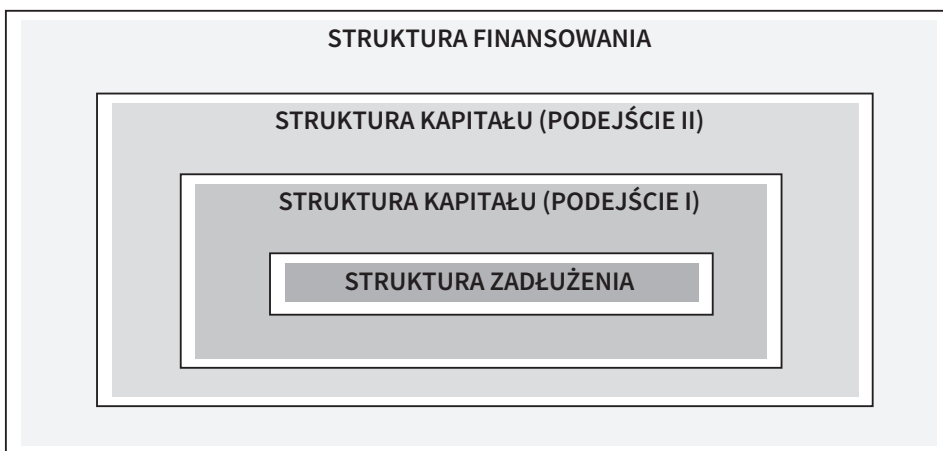 STRUKTURA FINANSOWANIA
STRUKTURA KAPITAŁU (PODEJŚCIE II)
STRUKTURA KAPITAŁU (PODEJŚCIE I)
STRUKTURA ZADŁUŻENIA